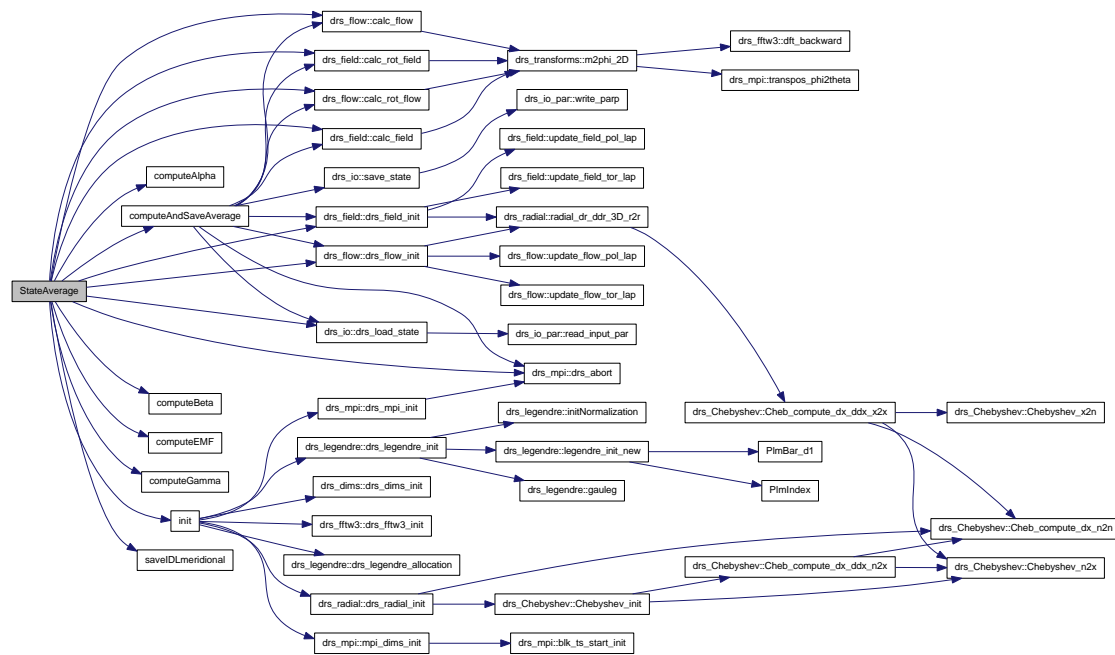 drs_flow::calc_flow
drs_fftw3::dft_backward
drs_field::calc_rot_field
drs_transforms::m2phi_2D
drs_mpi::transpos_phi2theta
drs_flow::calc_rot_flow
drs_io_par::write_parp
drs_field::calc_field
drs_field::update_field_pol_lap
computeAlpha
drs_io::save_state
drs_field::update_field_tor_lap
computeAndSaveAverage
drs_field::drs_field_init
drs_radial::radial_dr_ddr_3D_r2r
drs_flow::drs_flow_init
drs_flow::update_flow_pol_lap
StateAverage
drs_flow::update_flow_tor_lap
drs_io::drs_load_state
drs_io_par::read_input_par
drs_mpi::drs_abort
computeBeta
drs_mpi::drs_mpi_init
drs_legendre::initNormalization
drs_Chebyshev::Cheb_compute_dx_ddx_x2x
drs_Chebyshev::Chebyshev_x2n
computeEMF
drs_legendre::drs_legendre_init
drs_legendre::legendre_init_new
PlmBar_d1
computeGamma
drs_dims::drs_dims_init
drs_legendre::gauleg
PlmIndex
init
drs_fftw3::drs_fftw3_init
drs_Chebyshev::Cheb_compute_dx_n2n
saveIDLmeridional
drs_legendre::drs_legendre_allocation
drs_Chebyshev::Cheb_compute_dx_ddx_n2x
drs_Chebyshev::Chebyshev_n2x
drs_radial::drs_radial_init
drs_Chebyshev::Chebyshev_init
drs_mpi::mpi_dims_init
drs_mpi::blk_ts_start_init